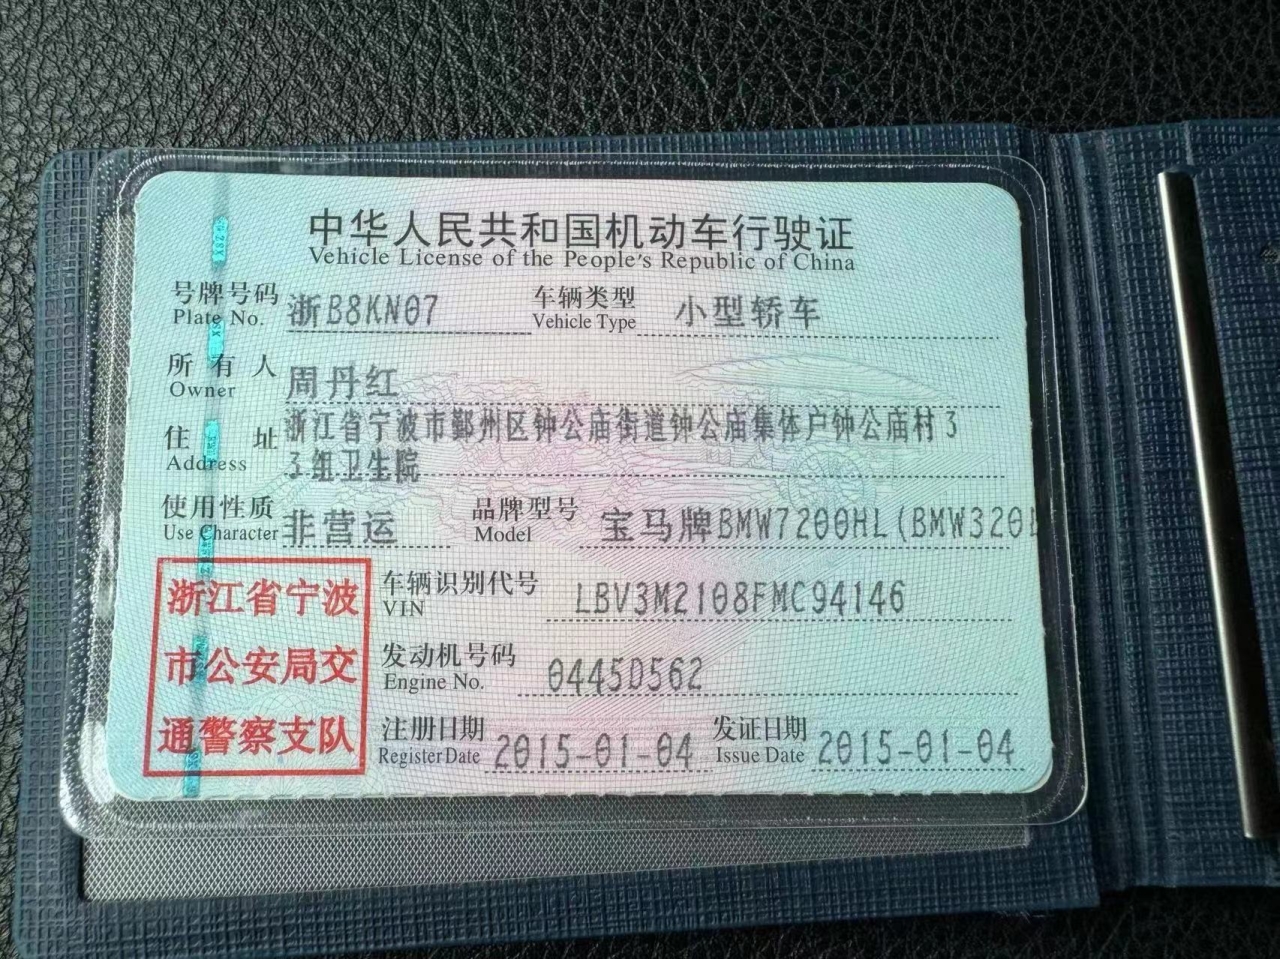 中华人民共和国机动车行驶证
Vehicle License of the People's Republic of China
号牌号码 浙B8KN07 车辆类型 小型轿车
Plate No. Vehicle Type
所有人 周丹红
Owner
住址 浙江省宁波市鄞州区钟公庙街道钟公庙集体户钟公庙村3
Address 3组卫生院
使用性质 非营运 品牌型号 宝马牌BMW7200HL(BMW320L
Use Character Model
浙江省宁波
市公安局交
通警察支队
车辆识别代号 LBV3M2108FMC94146
VIN
发动机号码 0445D562
Engine No.
注册日期 2015-01-04 发证日期 2015-01-04
Register Date Issue Date